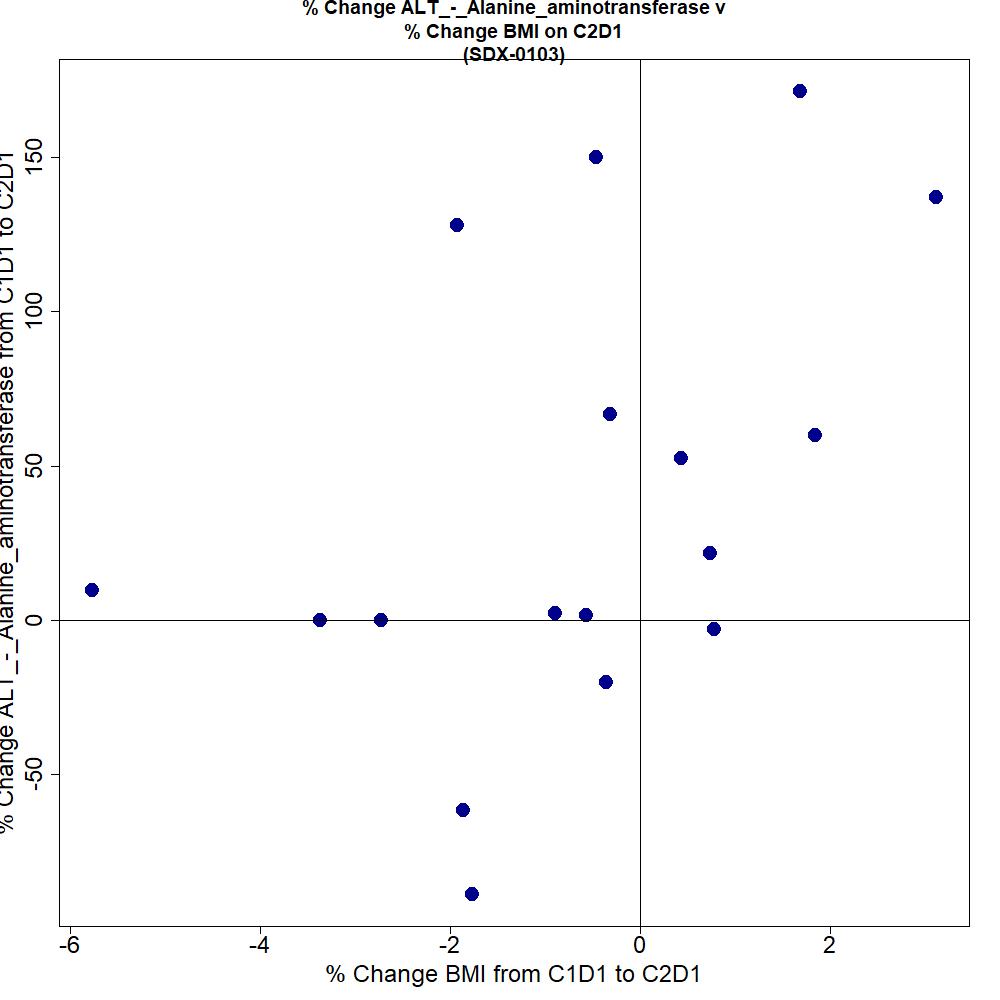 % Change ALT_-_Alanine_aminotransferase v
% Change BMI on C2D1
(SDX-0103)
% Change ALT_-_Alanine_aminotransferase from C1D1 to C2D1
150
100
50
0
-50
-6
-4
-2
0
2
% Change BMI from C1D1 to C2D1